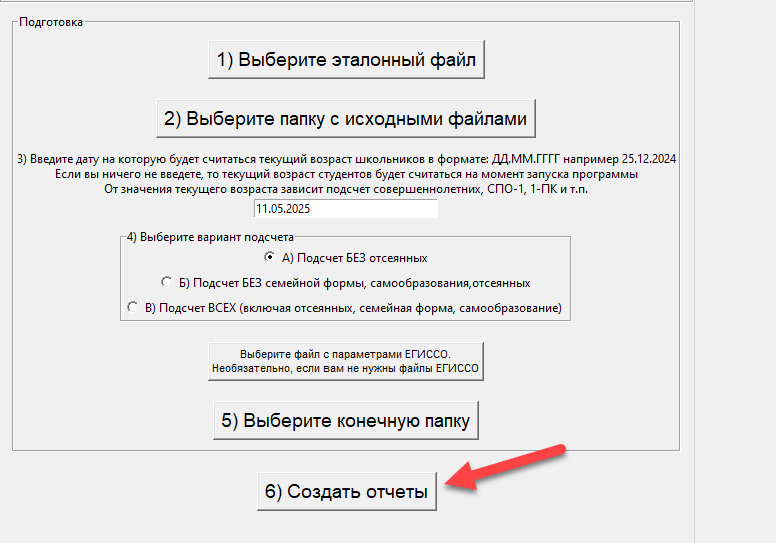 Подготовка
1) Выберите эталонный файл
2) Выберите папку с исходными файлами
3) Введите дату на которую будет считаться текущий возраст школьников в формате: ДД.ММ.ГГГГ например 25.12.2024
Если вы ничего не введете, то текущий возраст студентов будет считаться на момент запуска программы
От значения текущего возраста зависит подсчет совершеннолетних, СПО-1, 1-ПК и т.п.
11.05.2025
4) Выберите вариант подсчета
А) Подсчет БЕЗ отсеянных
Б) Подсчет БЕЗ семейной формы, самообразования,отсеянных
В) Подсчет ВСЕХ (включая отсеянных, семейная форма, самообразование)
Выберите файл с параметрами ЕГИССО.
Необязательно, если вам не нужны файлы ЕГИССО
5) Выберите конечную папку
6) Создать отчеты